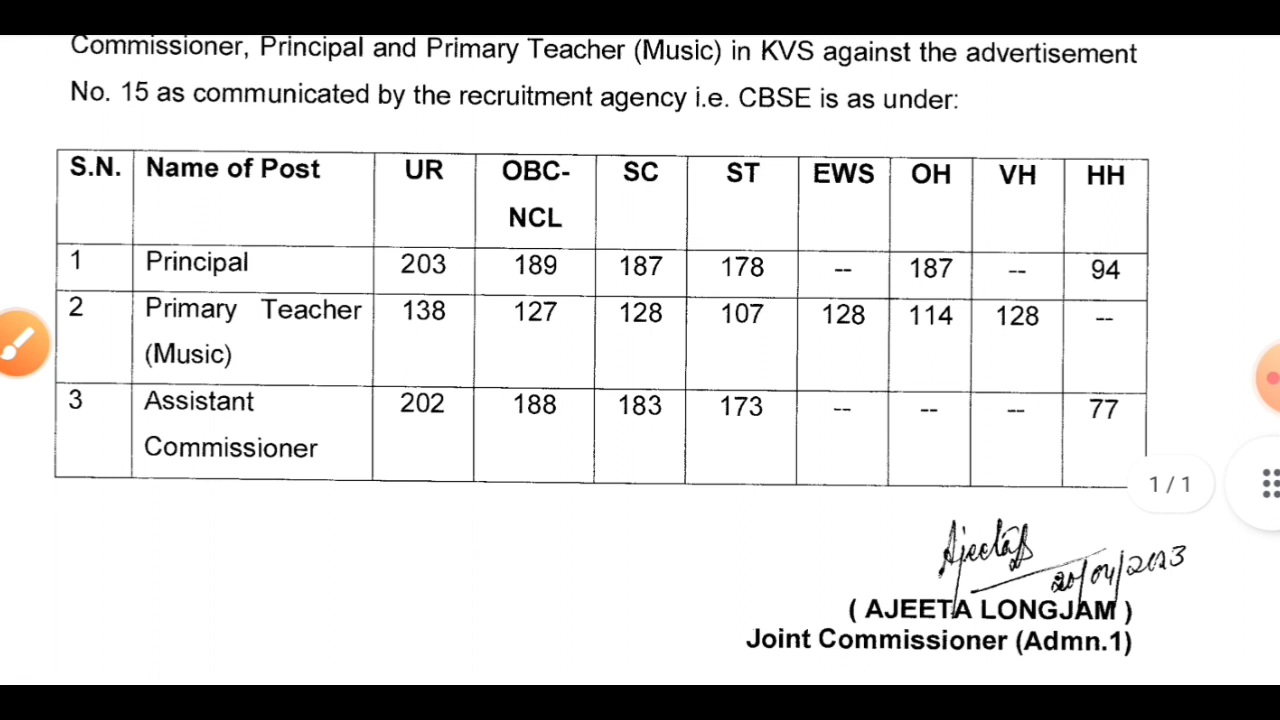 Commissioner, Principal and Primary Teacher (Music) in KVS against the advertisement
No. 15 as communicated by the recruitment agency i.e. CBSE is as under:
S.N. Name of Post UR OBC-NCL SC ST EWS OH VH HH
1 Principal 203 189 187 178 -- 187 -- 94
2 Primary Teacher (Music) 138 127 128 107 128 114 128 --
3 Assistant Commissioner 202 188 183 173 -- -- -- 77
1 / 1
Ajeeta
20/04/2023
( AJEETA LONGJAM )
Joint Commissioner (Admn.1)